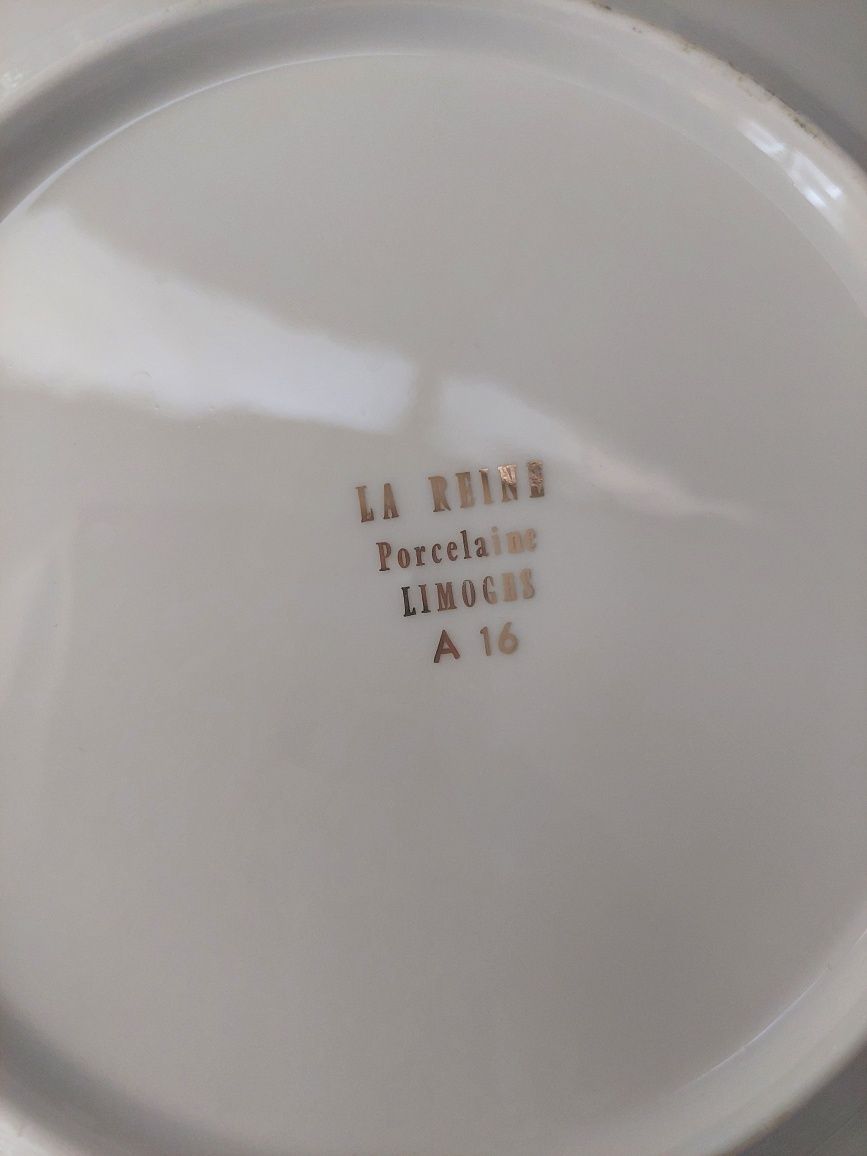 LA REINE
Porcelaine
LIMOGES
A 16